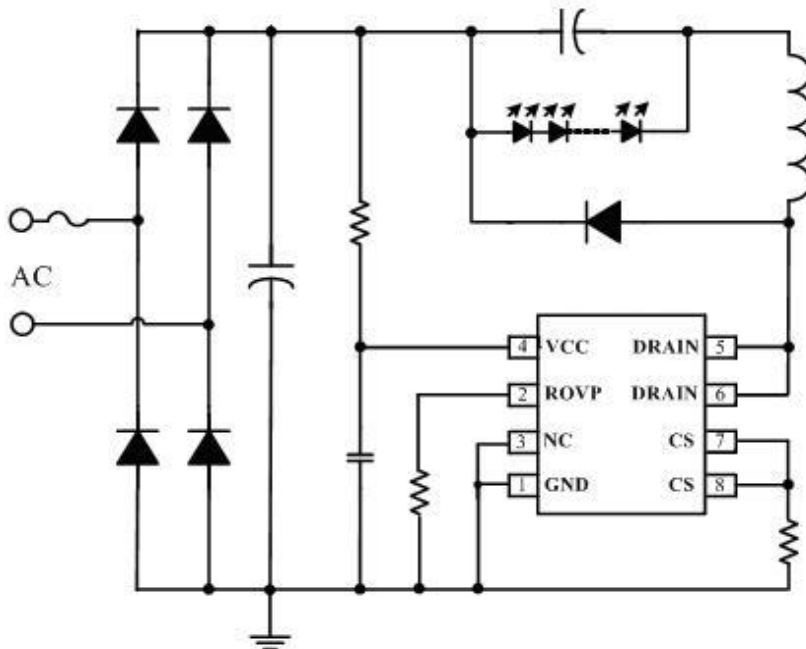 AC
4 VCC DRAIN 5
2 ROVP DRAIN 6
3 NC CS 7
1 GND CS 8